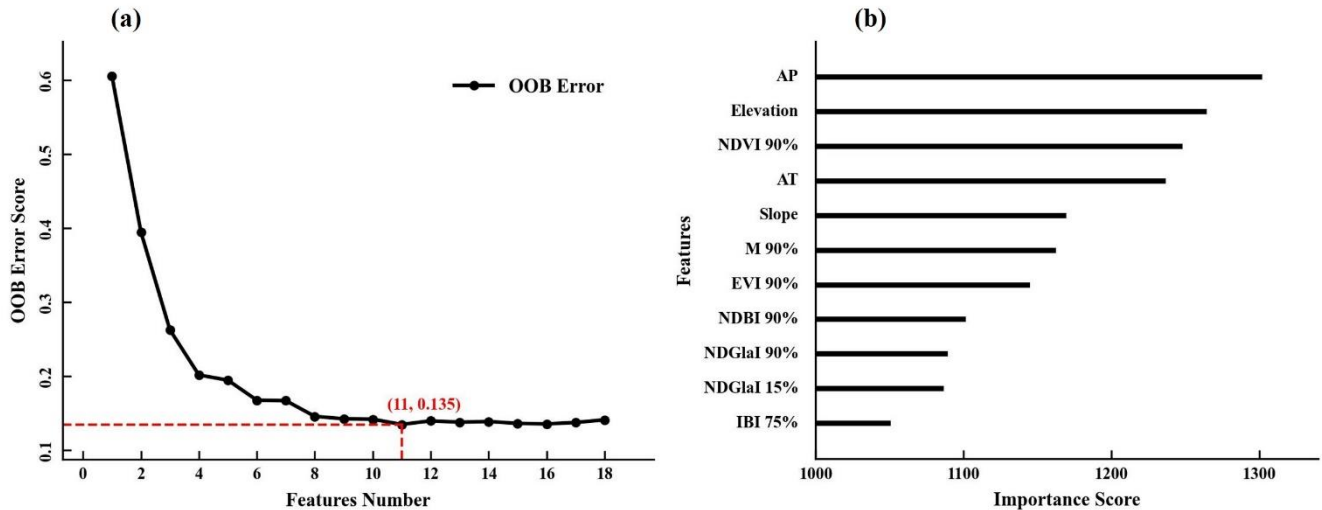 (a)
OOB Error Score
0.6
0.5
0.4
0.3
0.2
0.1
OOB Error
(11, 0.135)
0 2 4 6 8 10 12 14 16 18
Features Number
(b)
Features
AP
Elevation
NDVI 90%
AT
Slope
M 90%
EVI 90%
NDBI 90%
NDGlaI 90%
NDGlaI 15%
IBI 75%
1000 1100 1200 1300
Importance Score